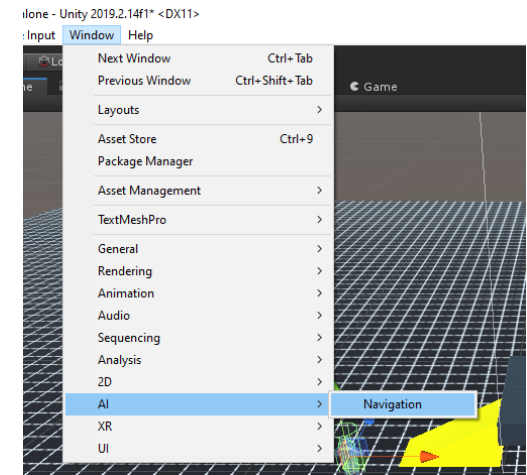 alone - Unity 2019.2.14f1* <DX11>
Input Window Help
Next Window Ctrl+Tab
Previous Window Ctrl+Shift+Tab
Game
Layouts
Asset Store Ctrl+9
Package Manager
Asset Management
TextMeshPro
General
Rendering
Animation
Audio
Sequencing
Analysis
2D
AI
Navigation
XR
UI